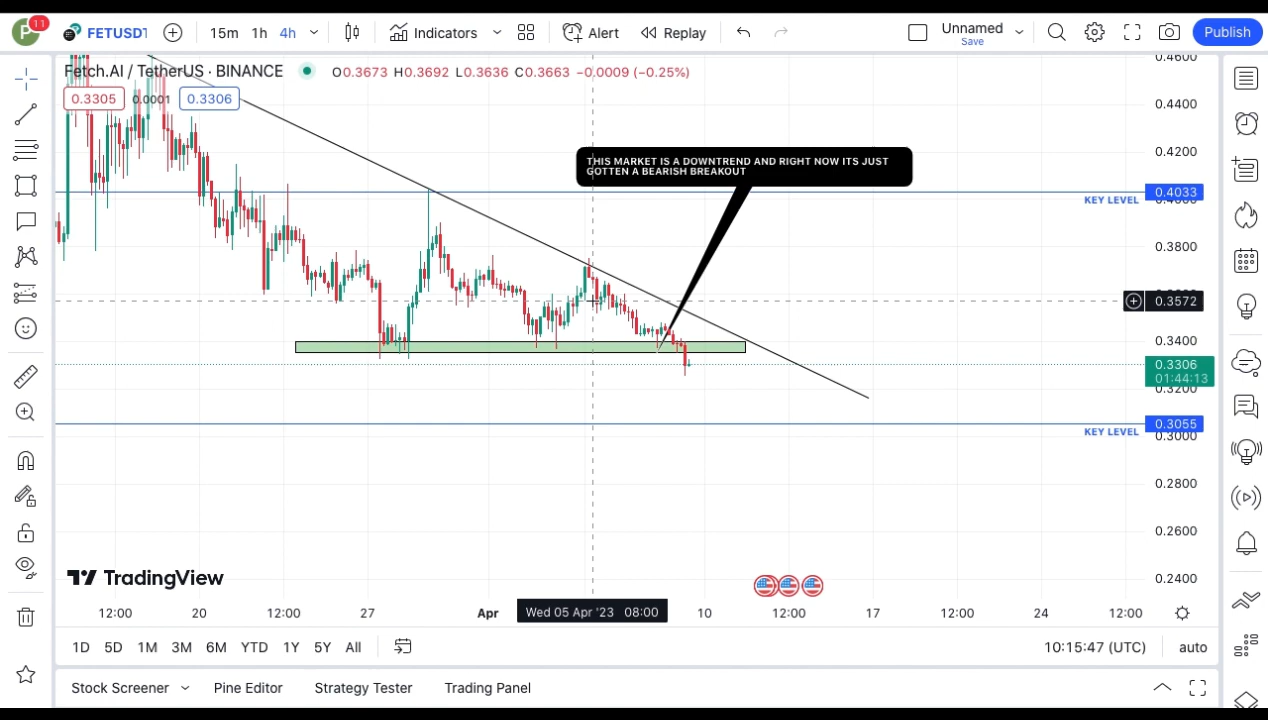 P 11 FETUSDT 15m 1h 4h Indicators Alert Replay Unnamed Save Publish
Fetch.AI / TetherUS · BINANCE O0.3673 H0.3692 L0.3636 C0.3663 −0.0009 (−0.25%)
0.3305 0.0001 0.3306
0.4600
0.4400
0.4200
THIS MARKET IS A DOWNTREND AND RIGHT NOW ITS JUST
GOTTEN A BEARISH BREAKOUT
0.4033
KEY LEVEL
0.3800
0.3572
0.3400
0.3306
01:44:13
0.3200
0.3055
KEY LEVEL
0.3000
0.2800
0.2600
0.2400
TradingView
12:00 20 12:00 27 Apr Wed 05 Apr '23 08:00 10 12:00 17 12:00 24 12:00
1D 5D 1M 3M 6M YTD 1Y 5Y All 10:15:47 (UTC) auto
Stock Screener Pine Editor Strategy Tester Trading Panel